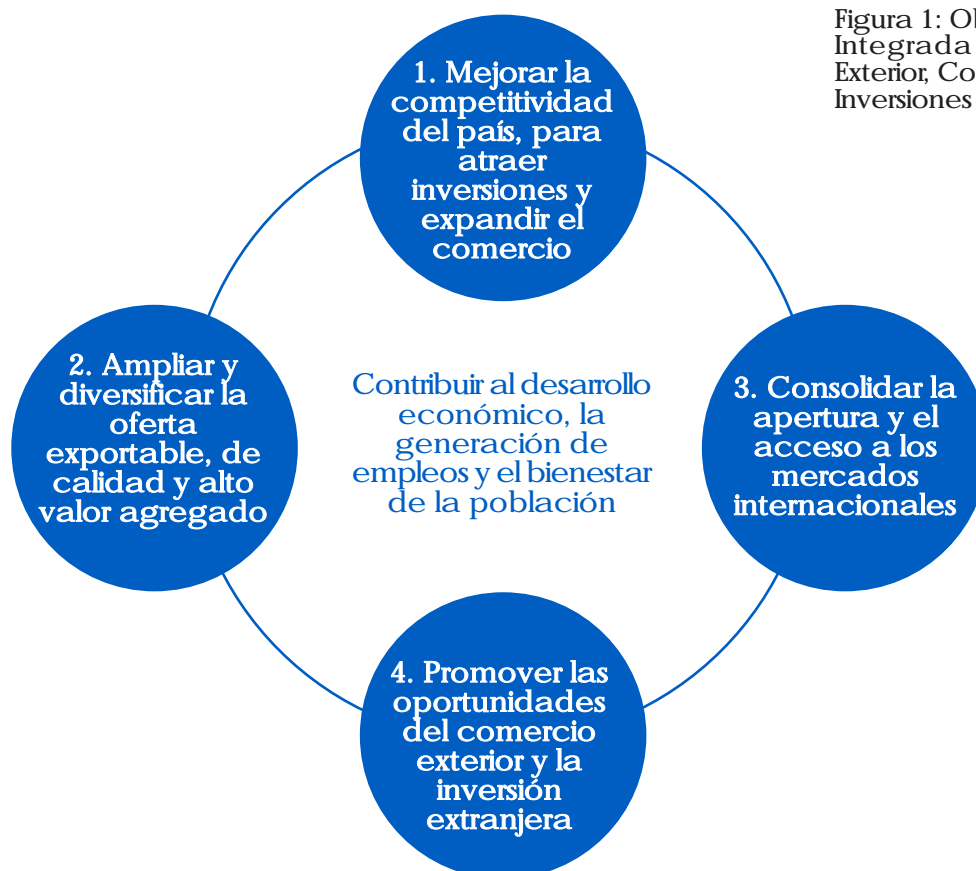 Figura 1:
Integrada
Exterior,
Inversiones
1. Mejorar la
competitividad
del país, para
atraer
inversiones y
expandir el
comercio
2. Ampliar y
diversificar la
oferta
exportable, de
calidad y alto
valor agregado
Contribuir al desarrollo
económico, la
generación de
empleos y el bienestar
de la población
3. Consolidar la
apertura y el
acceso a los
mercados
internacionales
4. Promover las
oportunidades
del comercio
exterior y la
inversión
extranjera